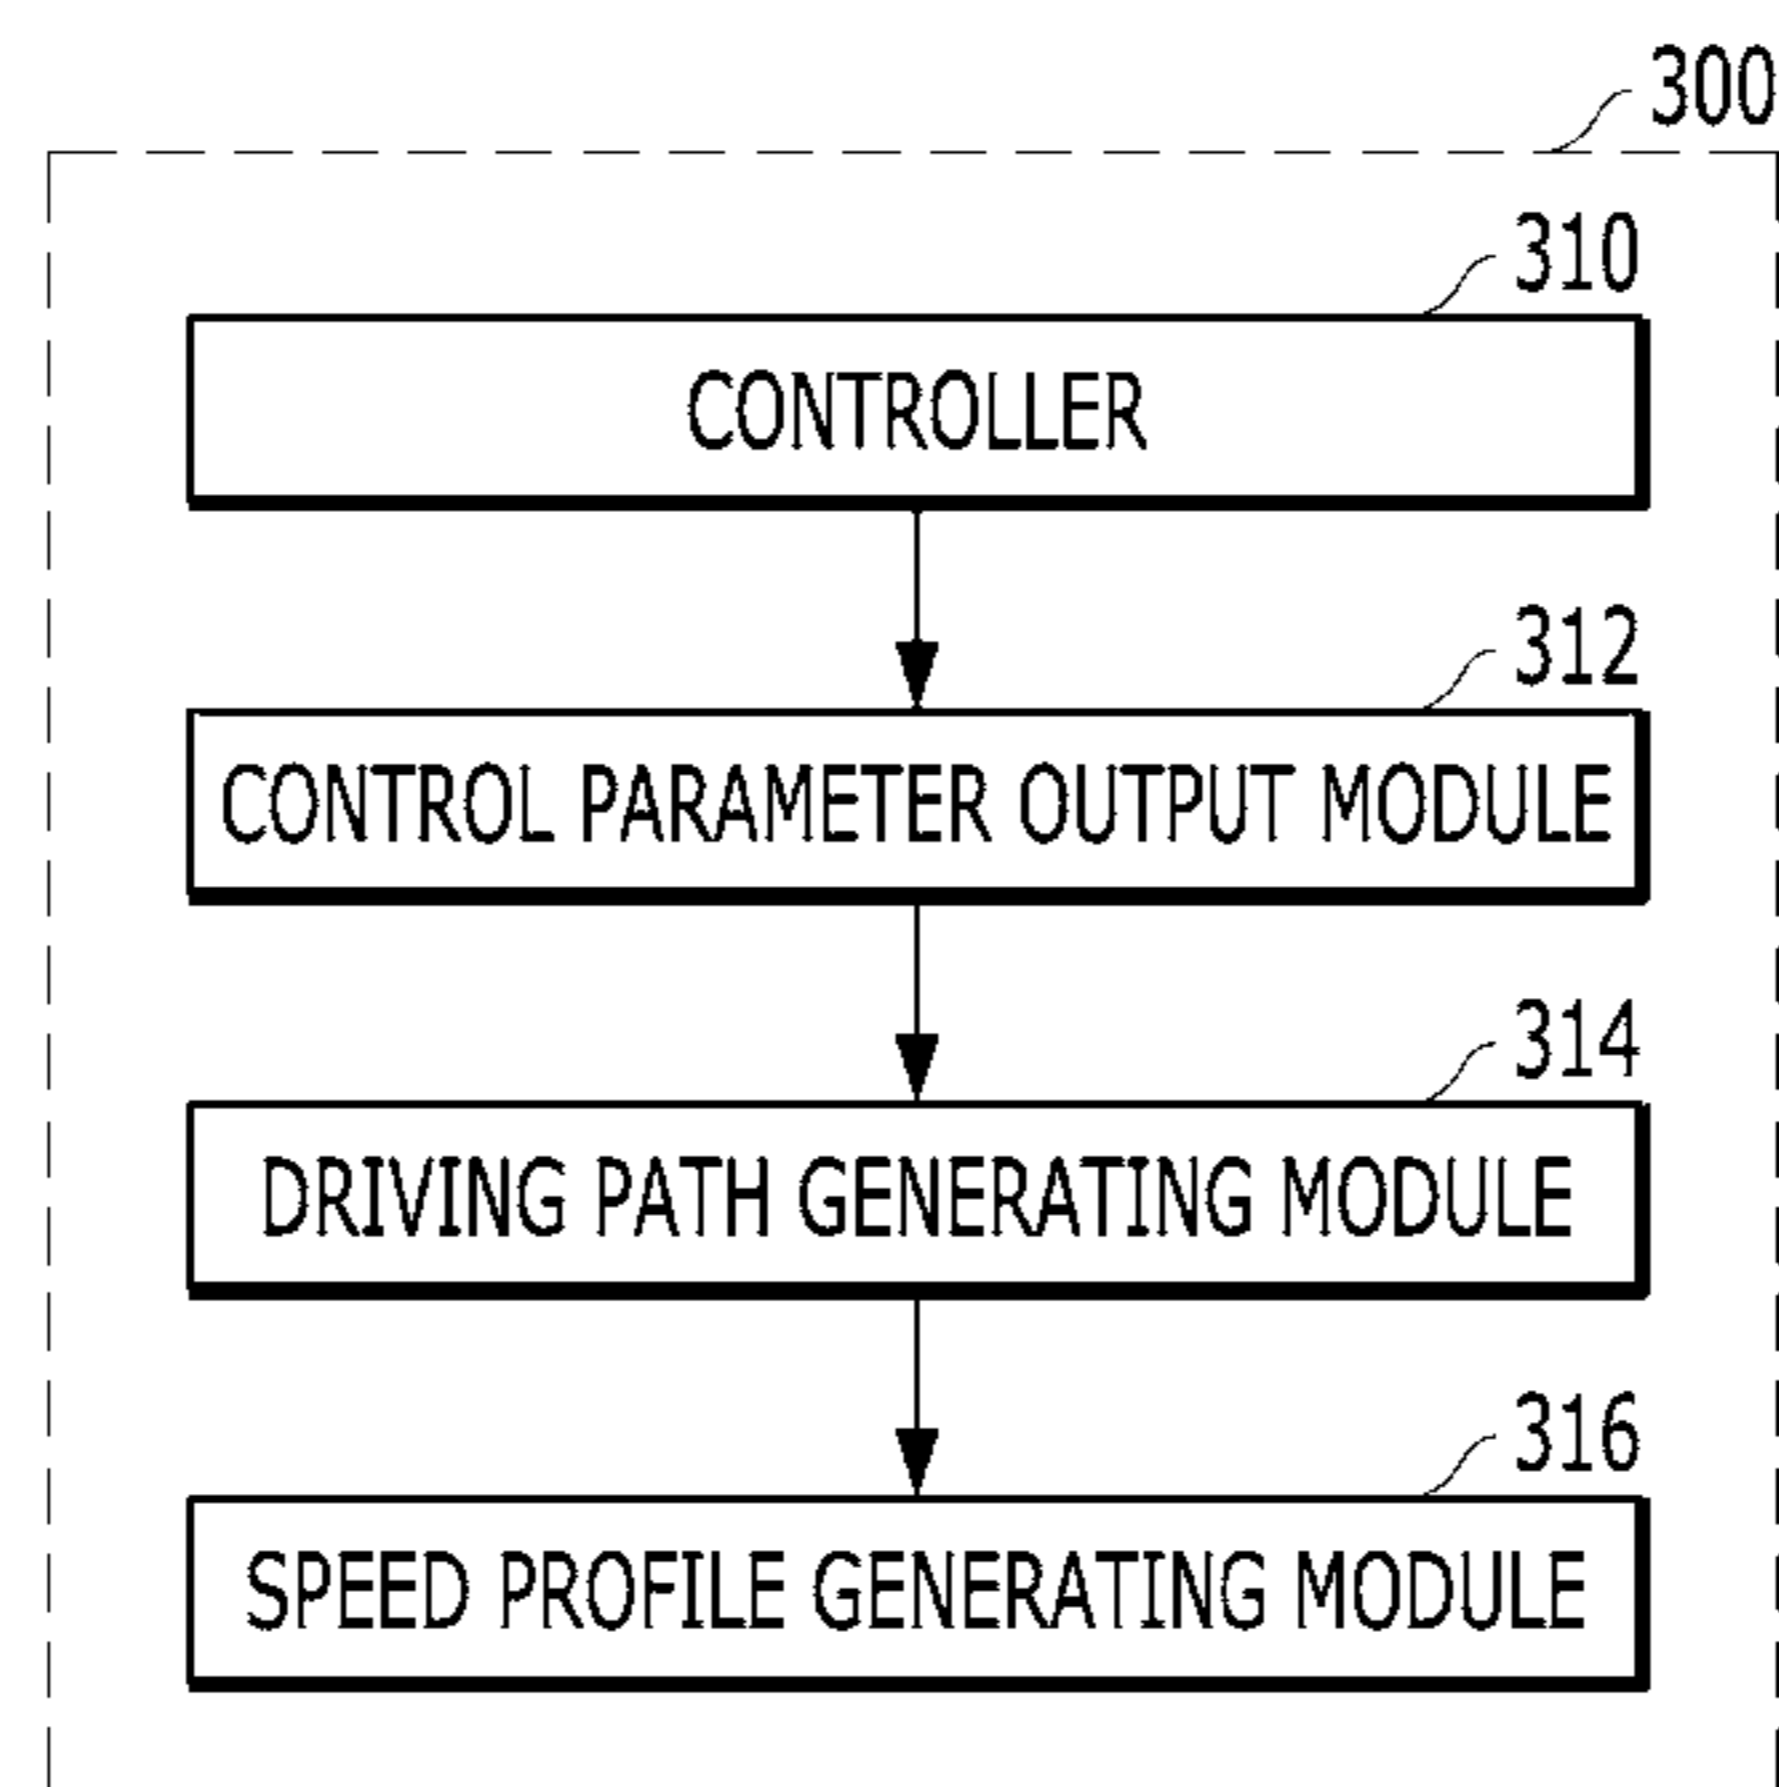 300
310
CONTROLLER
312
CONTROL PARAMETER OUTPUT MODULE
314
DRIVING PATH GENERATING MODULE
316
SPEED PROFILE GENERATING MODULE